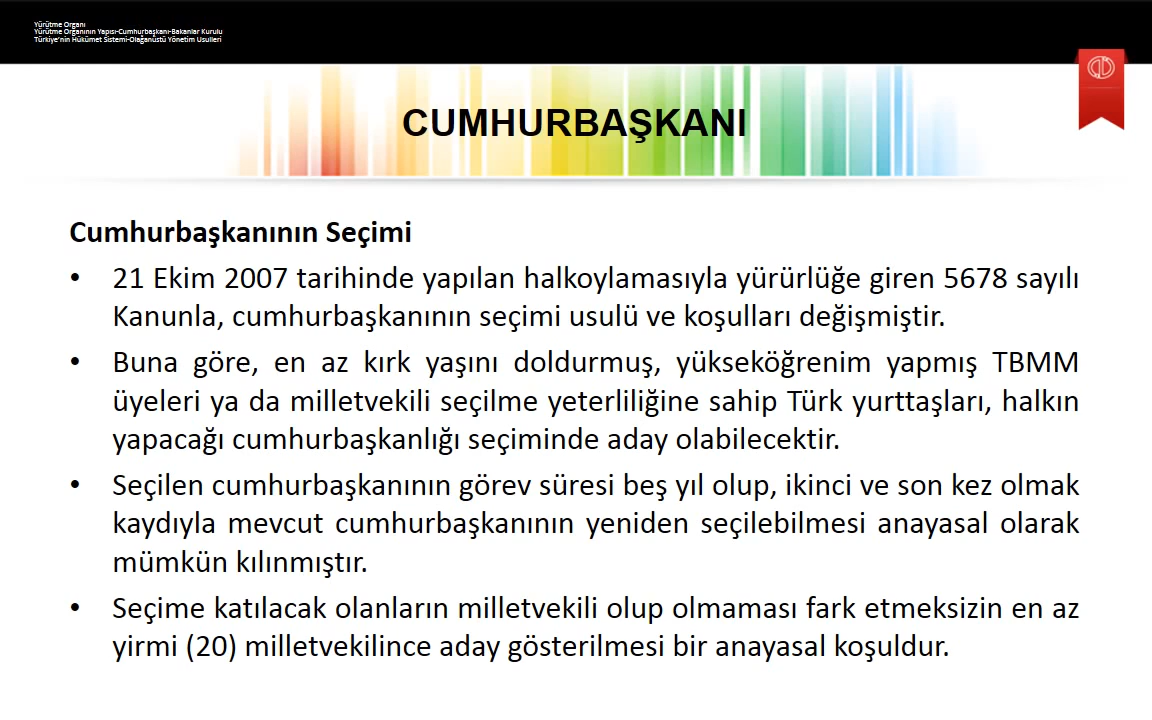 Yürütme Organı
Yürütme Organının Yapısı-Cumhurbaşkanı-Bakanlar Kurulu
Türkiye'nin Hükümet Sistemi-Olağanüstü Yönetim Usulleri
CUMHURBAŞKANI
Cumhurbaşkanının Seçimi
• 21 Ekim 2007 tarihinde yapılan halkoylamasıyla yürürlüğe giren 5678 sayılı
Kanunla, cumhurbaşkanının seçimi usulü ve koşulları değişmiştir.
• Buna göre, en az kırk yaşını doldurmuş, yükseköğrenim yapmış TBMM
üyeleri ya da milletvekili seçilme yeterliliğine sahip Türk yurttaşları, halkın
yapacağı cumhurbaşkanlığı seçiminde aday olabilecektir.
• Seçilen cumhurbaşkanının görev süresi beş yıl olup, ikinci ve son kez olmak
kaydıyla mevcut cumhurbaşkanının yeniden seçilebilmesi anayasal olarak
mümkün kılınmıştır.
• Seçime katılacak olanların milletvekili olup olmaması fark etmeksizin en az
yirmi (20) milletvekilince aday gösterilmesi bir anayasal koşuldur.